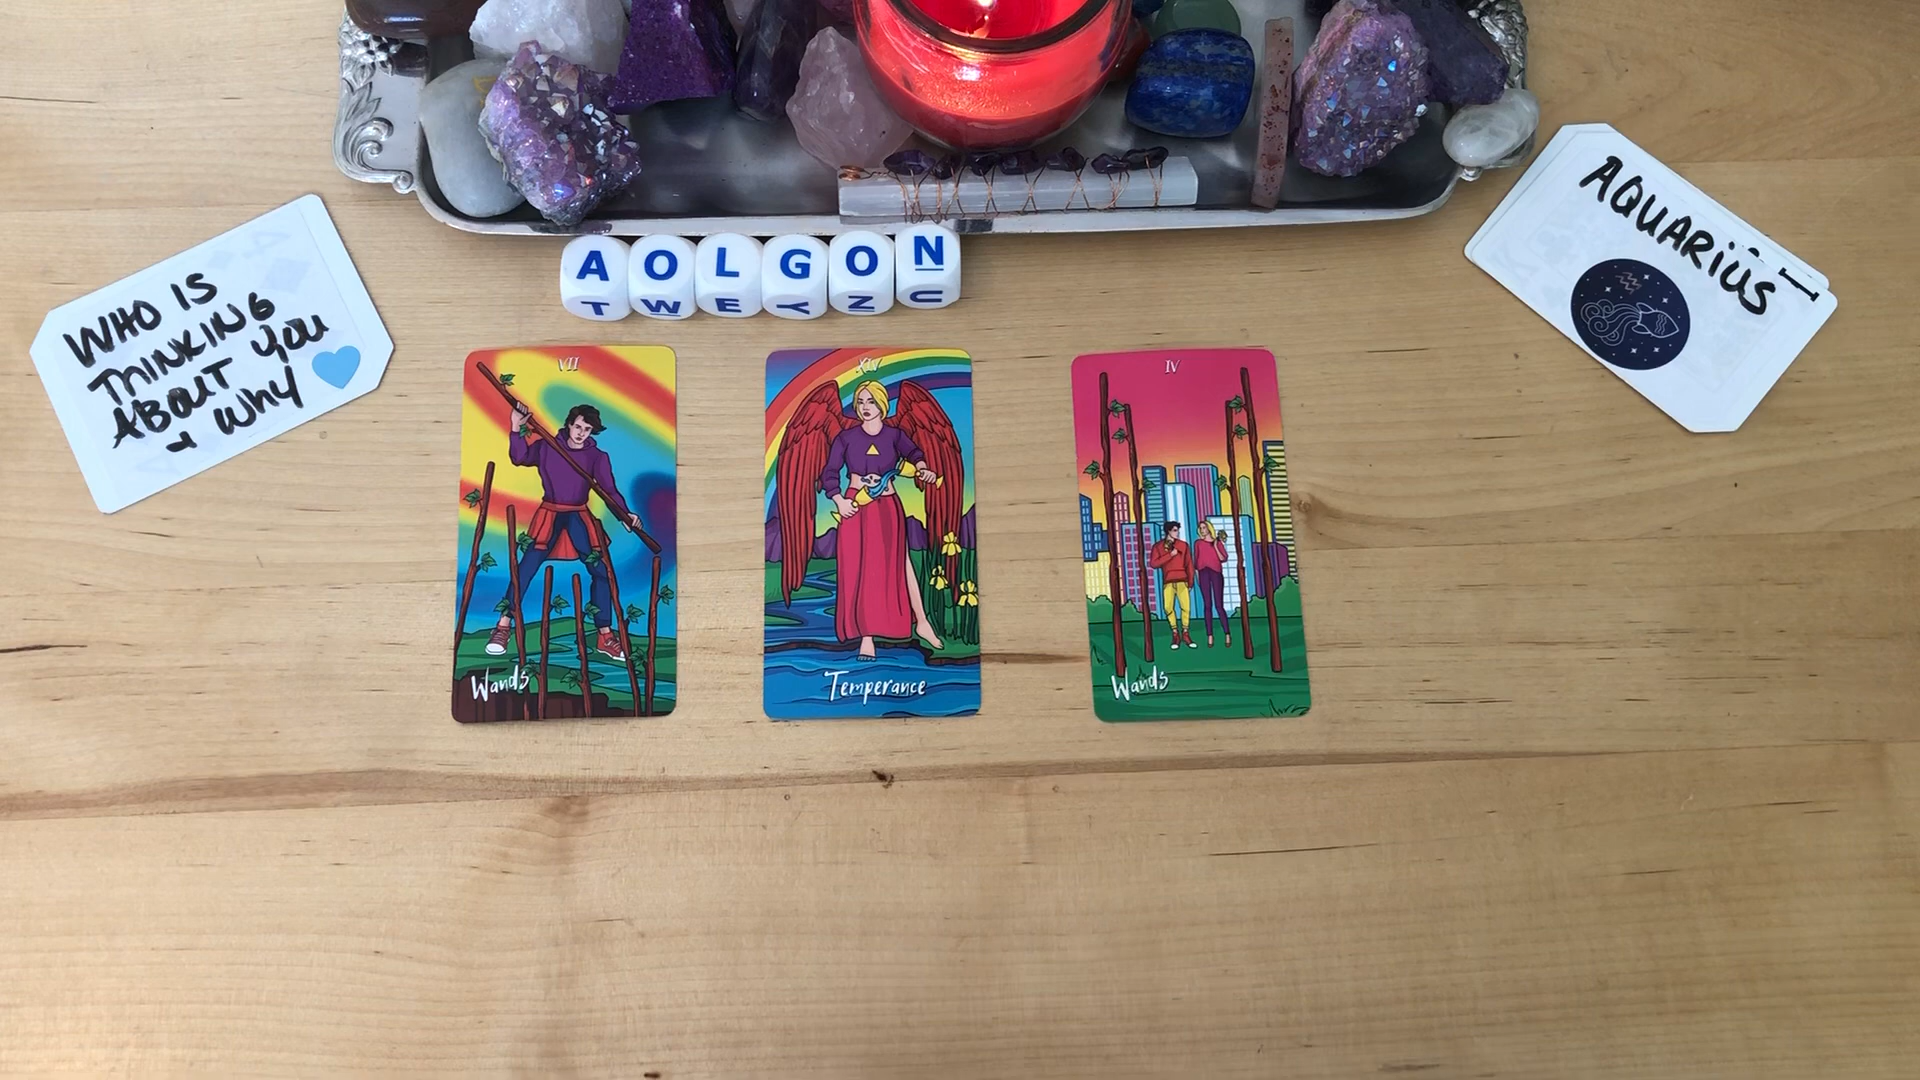 WHO IS
THINKING
ABOUT YOU
+ WHY
AOLGON
TWEYZU
AQUARIUS
VII
Wands
XIV
Temperance
IV
Wands